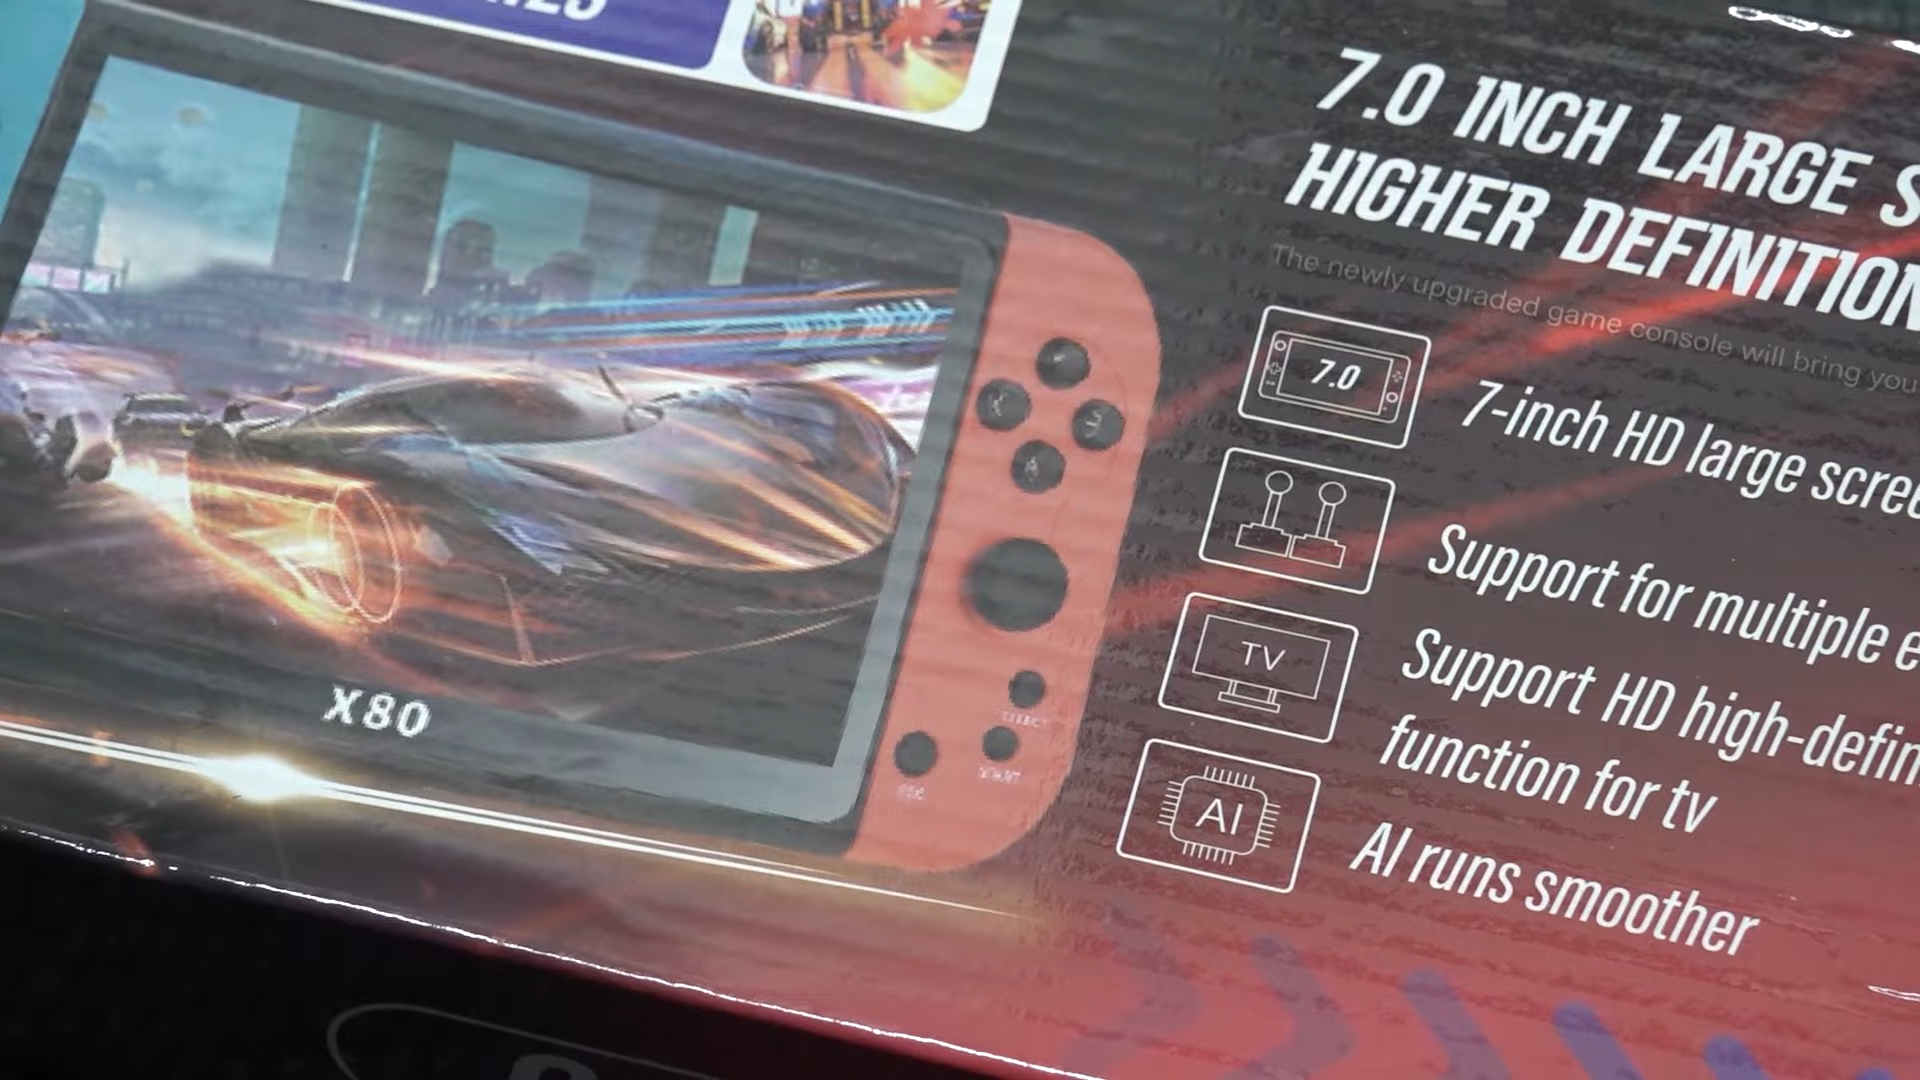 7.0 INCH LARGE S
HIGHER DEFINITION
The newly upgraded game console will bring you
7.0
7-inch HD large scree
Support for multiple e
TV
Support HD high-defin
function for tv
AI
AI runs smoother
X80